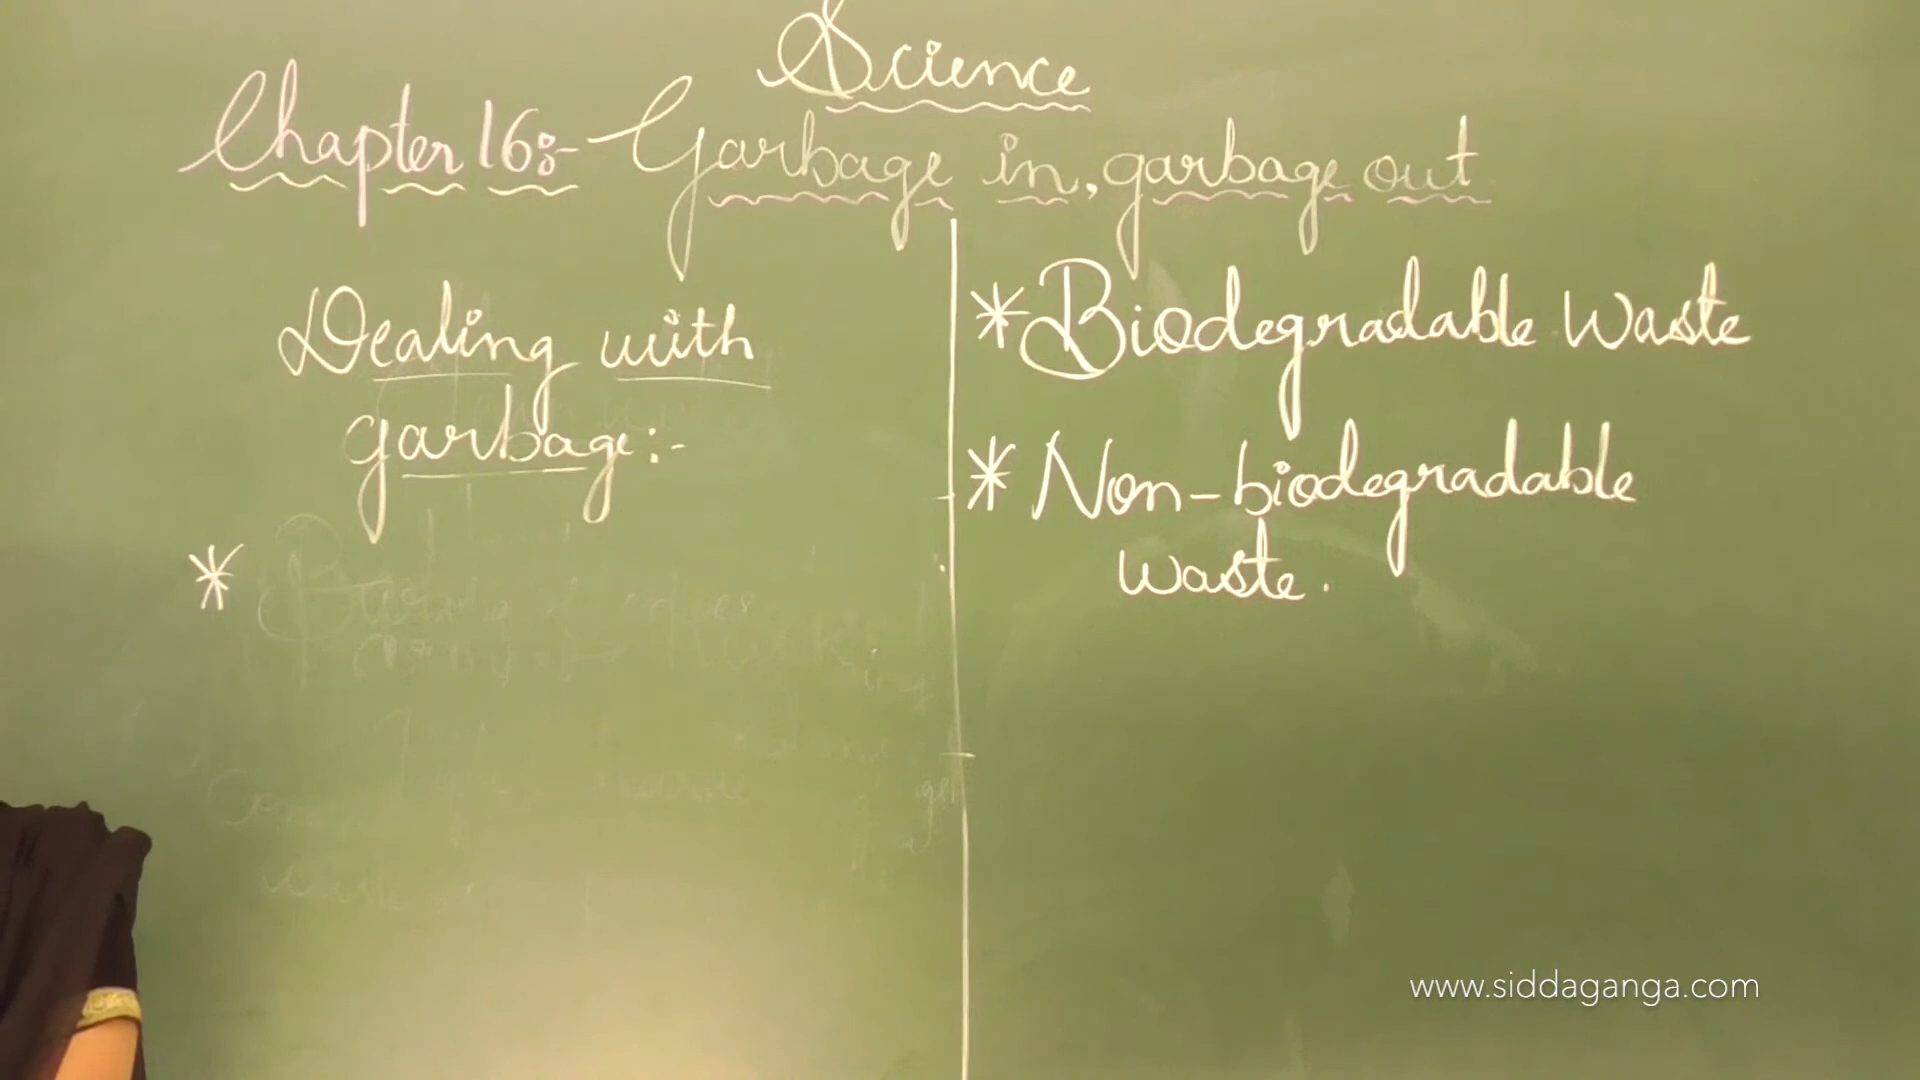 Science
Chapter 16:- Garbage in, garbage out.
Dealing with
garbage:-
*
* Biodegradable Waste
* Non-biodegradable
waste.
www.siddaganga.com